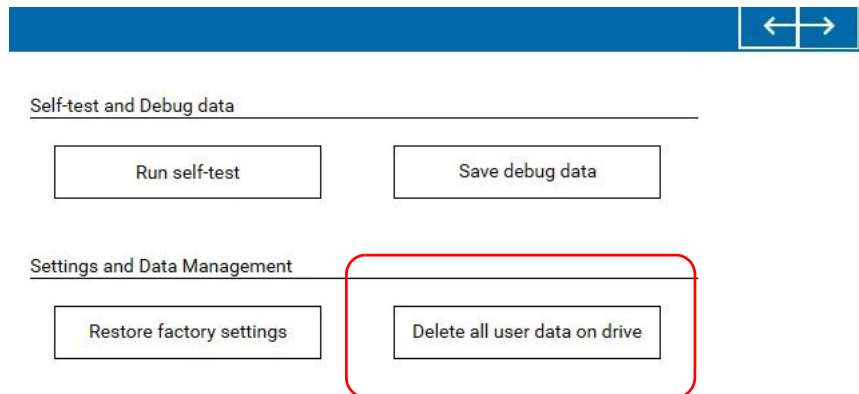 Self-test and Debug data
Run self-test
Save debug data
Settings and Data Management
Restore factory settings
Delete all user data on drive